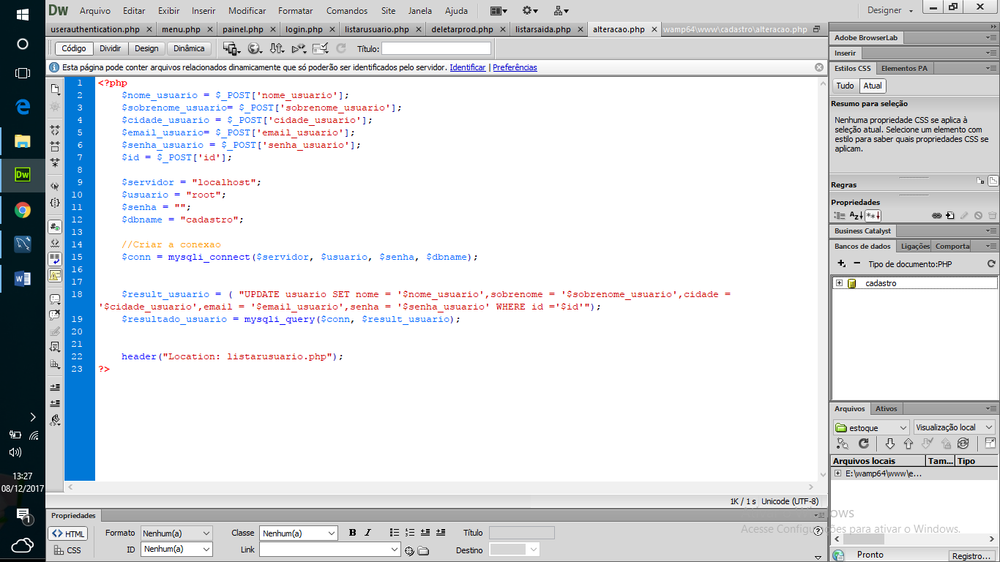 Dw Arquivo Editar Exibir Inserir Modificar Formatar Comandos Site Janela Ajuda Designer
userauthentication.php menu.php painel.php login.php listarusuario.php deletarprod.php listarsaida.php alteracao.php wamp64\www\cadastro\alteracao.php
Código Dividir Design Dinâmica Título:
Esta página pode conter arquivos relacionados dinamicamente que só poderão ser identificados pelo servidor. Identificar | Preferências
1 <?php
2 $nome_usuario = $_POST['nome_usuario'];
3 $sobrenome_usuario= $_POST['sobrenome_usuario'];
4 $cidade_usuario = $_POST['cidade_usuario'];
5 $email_usuario= $_POST['email_usuario'];
6 $senha_usuario = $_POST['senha_usuario'];
7 $id = $_POST['id'];
8
9 $servidor = "localhost";
10 $usuario = "root";
11 $senha = "";
12 $dbname = "cadastro";
13
14 //Criar a conexao
15 $conn = mysqli_connect($servidor, $usuario, $senha, $dbname);
16
17
18 $result_usuario = ( "UPDATE usuario SET nome = '$nome_usuario',sobrenome = '$sobrenome_usuario',cidade =
'$cidade_usuario',email = '$email_usuario',senha = '$senha_usuario' WHERE id ='$id'");
19 $resultado_usuario = mysqli_query($conn, $result_usuario);
20
21
22 header("Location: listarusuario.php");
23 ?>
1K / 1 s Unicode (UTF-8)
Propriedades
HTML Formato Nenhum(a) Classe Nenhum(a) B I Título
CSS ID Nenhum(a) Link Destino
Adobe BrowserLab
Inserir
Estilos CSS Elementos PA
Tudo Atual
Resumo para seleção
Nenhuma propriedade CSS se aplica à
seleção atual. Selecione um elemento com
estilo para saber quais propriedades CSS se
aplicam.
Regras
Propriedades
Business Catalyst
Bancos de dados Ligações Comporta
Tipo de documento:PHP
cadastro
Arquivos Ativos
estoque Visualização local
Arquivos locais Tam... Tipo
E:\wamp64\www\e...
Acesse Configurações para ativar o Windows.
Pronto Registro...
13:27
08/12/2017
1